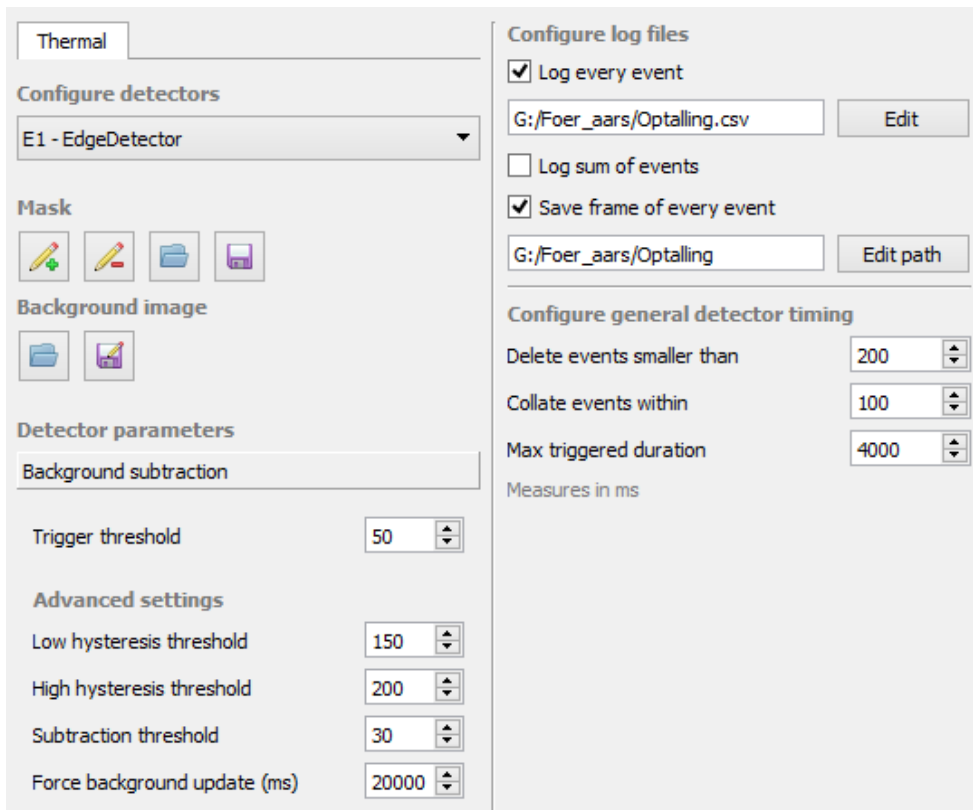 Thermal
Configure detectors
E1 - EdgeDetector
Mask
Background image
Detector parameters
Background subtraction
Trigger threshold 50
Advanced settings
Low hysteresis threshold 150
High hysteresis threshold 200
Subtraction threshold 30
Force background update (ms) 20000
Configure log files
Log every event
G:/Foer_aars/Optalling.csv Edit
Log sum of events
Save frame of every event
G:/Foer_aars/Optalling Edit path
Configure general detector timing
Delete events smaller than 200
Collate events within 100
Max triggered duration 4000
Measures in ms